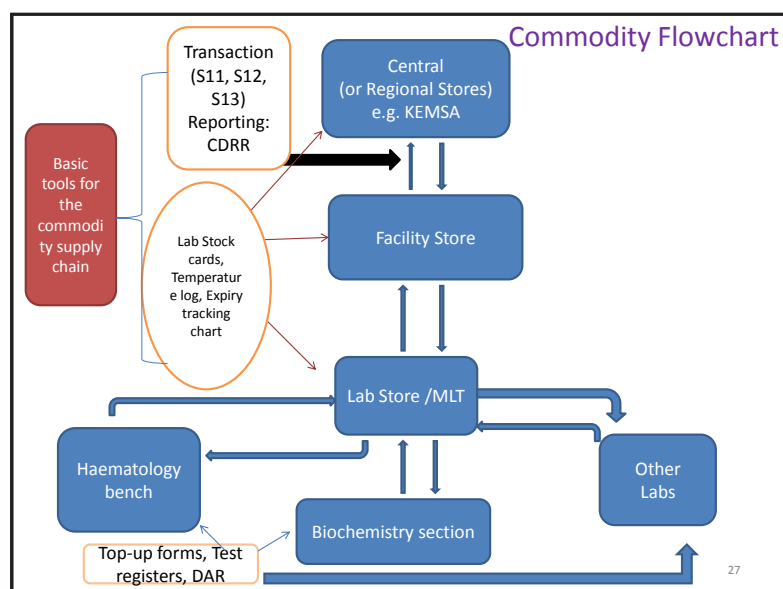 Commodity Flowchart
Transaction
(S11, S12,
S13)
Reporting:
CDRR
Central
(or Regional Stores)
e.g. KEMSA
Basic
tools for
the
commodi
ty supply
chain
Lab Stock
cards,
Temperatur
e log, Expiry
tracking
chart
Facility Store
Lab Store /MLT
Haematology
bench
Other
Labs
Biochemistry section
Top-up forms, Test
registers, DAR
27